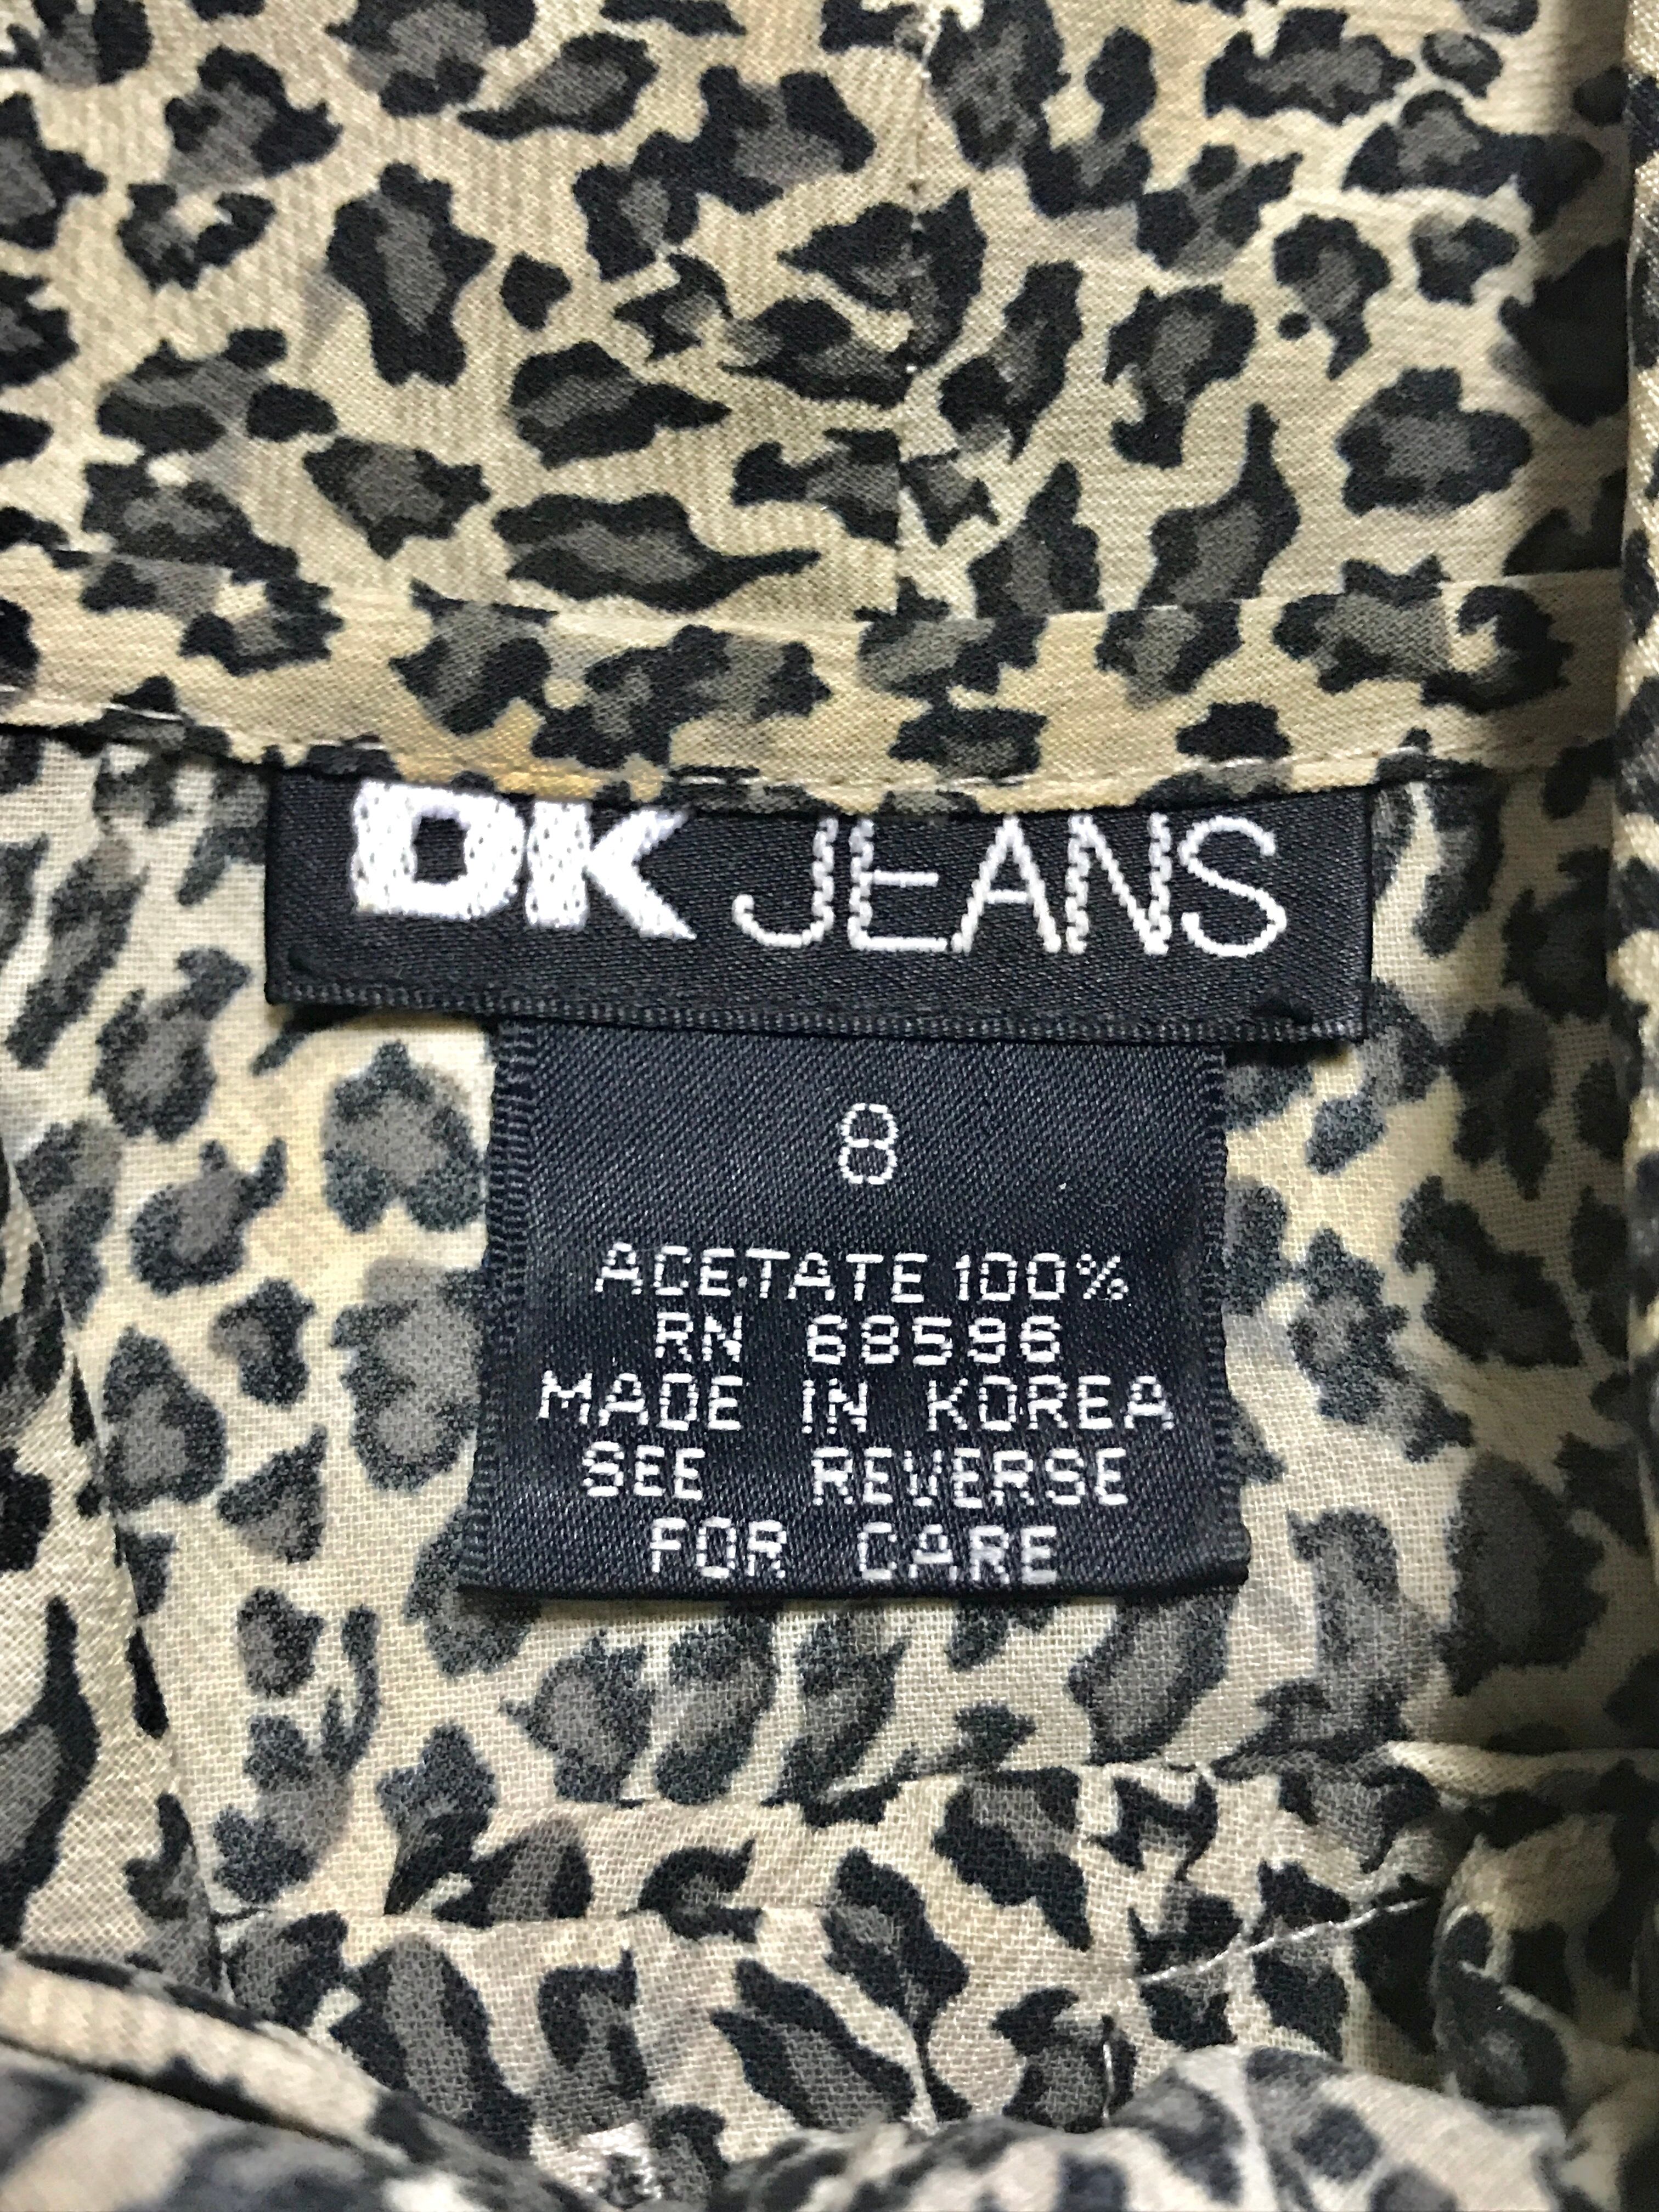 DK JEANS
8
ACETATE 100%
RN 68596
MADE IN KOREA
SEE REVERSE
FOR CARE